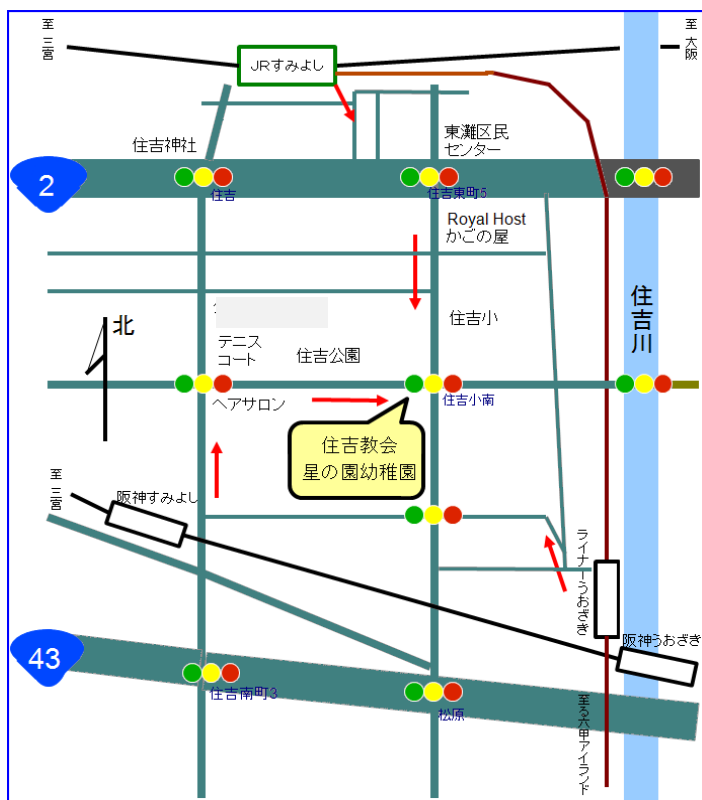 至 三宮
至 大阪
JRすみよし
住吉神社
東灘区民
センター
2
住吉
住吉東町5
Royal Host
かごの屋
住吉川
北
テニス
コート
住吉公園
住吉小
ヘアサロン
住吉小南
住吉教会
星の園幼稚園
至 三宮
阪神すみよし
ライナーうおざき
阪神うおざき
43
住吉南町3
松原
至る六甲アイランド